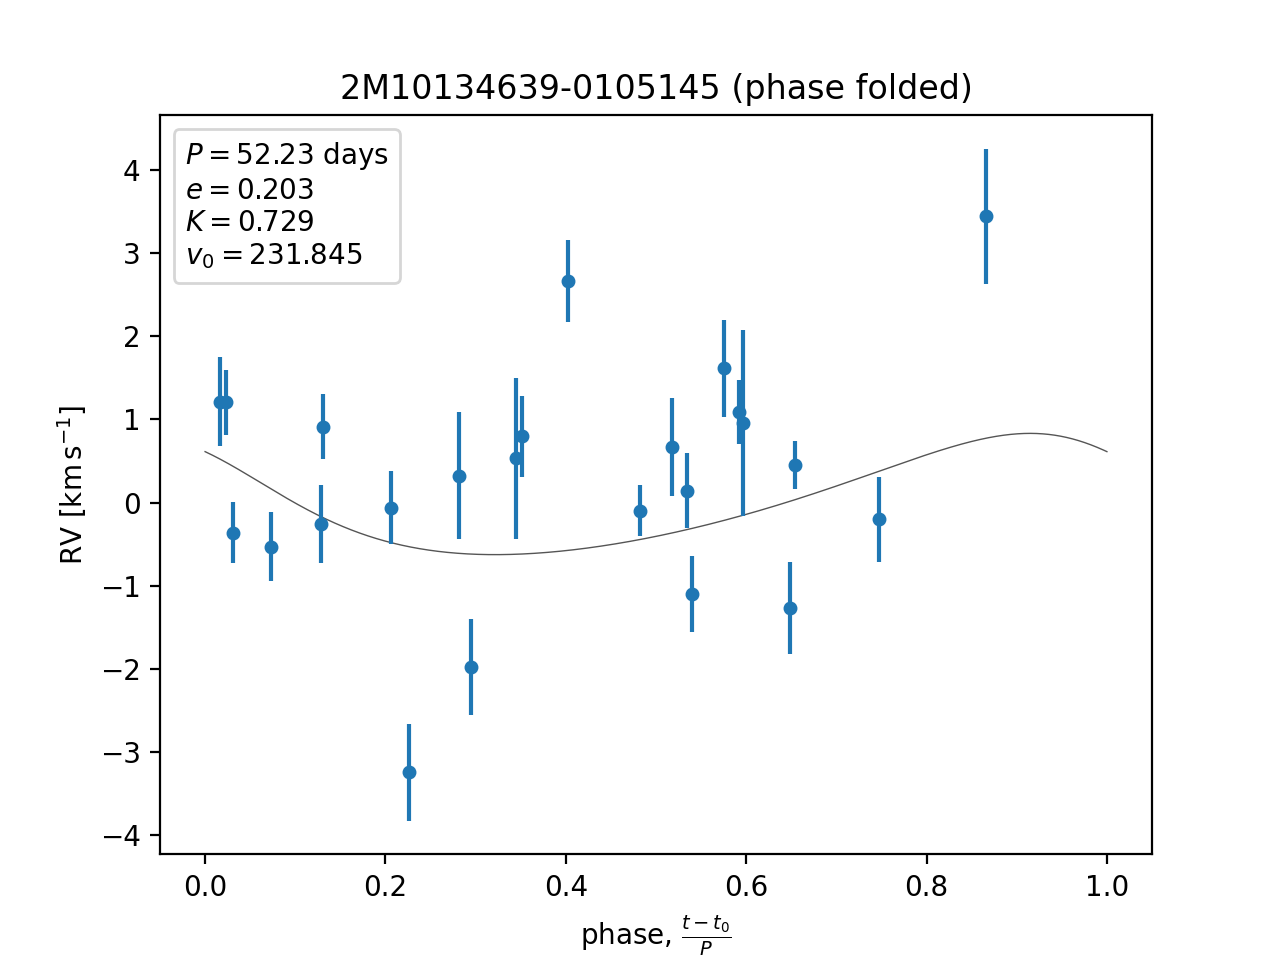 2M10134639-0105145 (phase folded)
P = 52.23 days
e = 0.203
K = 0.729
v₀ = 231.845
RV [km s⁻¹]
4
3
2
1
0
−1
−2
−3
−4
0.0 0.2 0.4 0.6 0.8 1.0
phase, (t − t₀)/P